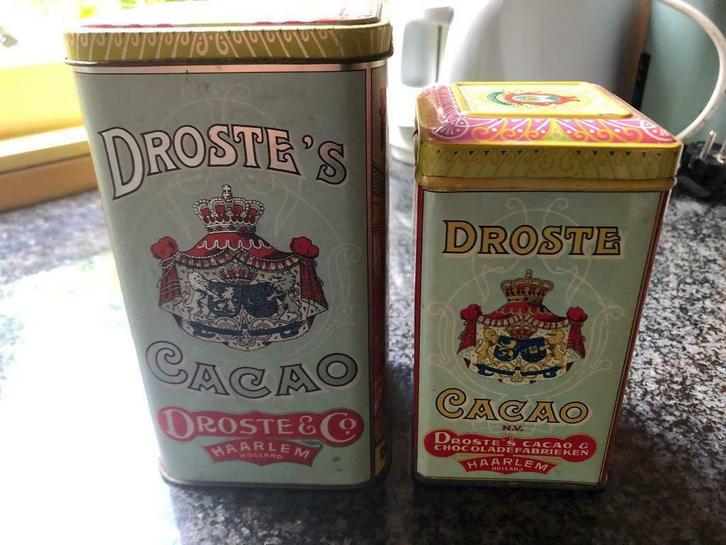 DROSTE'S
CACAO
DROSTE & Co
HAARLEM
HOLLAND
DROSTE
CACAO
N.V.
DROSTE'S CACAO &
CHOCOLADEFABRIEKEN
HAARLEM
HOLLAND